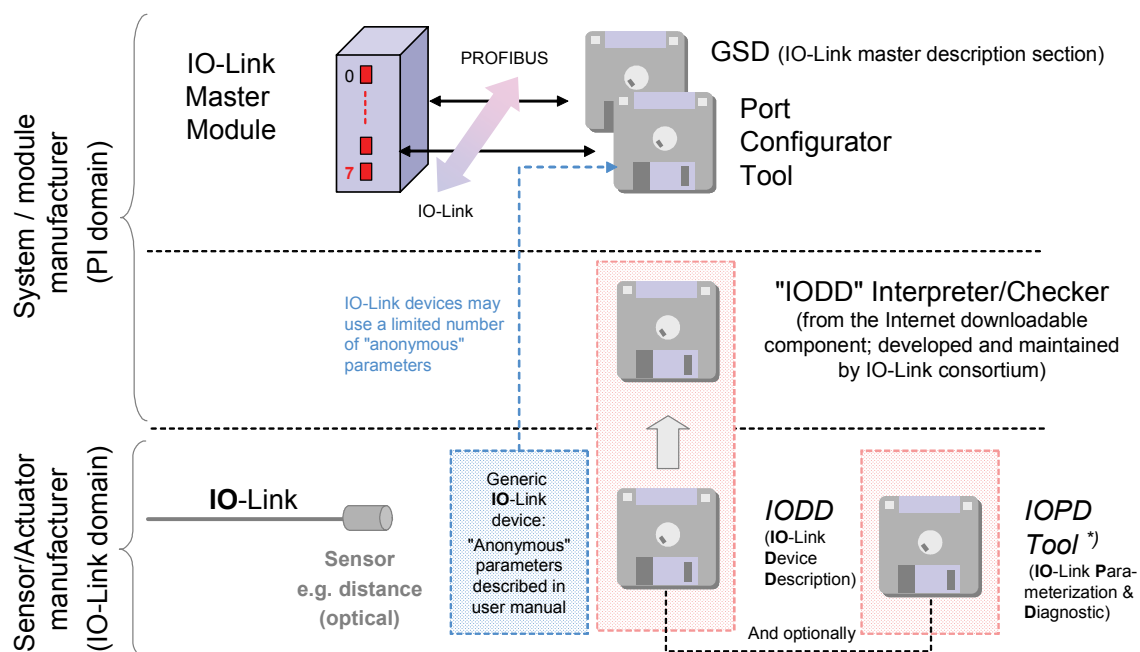 System / module
manufacturer
(PI domain)
IO-Link
Master
Module
0
7
PROFIBUS
IO-Link
GSD (IO-Link master description section)
Port
Configurator
Tool
IO-Link devices may
use a limited number
of "anonymous"
parameters
"IODD" Interpreter/Checker
(from the Internet downloadable
component; developed and maintained
by IO-Link consortium)
Sensor/Actuator
manufacturer
(IO-Link domain)
IO-Link
Sensor
e.g. distance
(optical)
Generic
IO-Link
device:
"Anonymous"
parameters
described in
user manual
IODD
(IO-Link
Device
Description)
And optionally
IOPD
Tool *)
(IO-Link Para-
meterization &
Diagnostic)